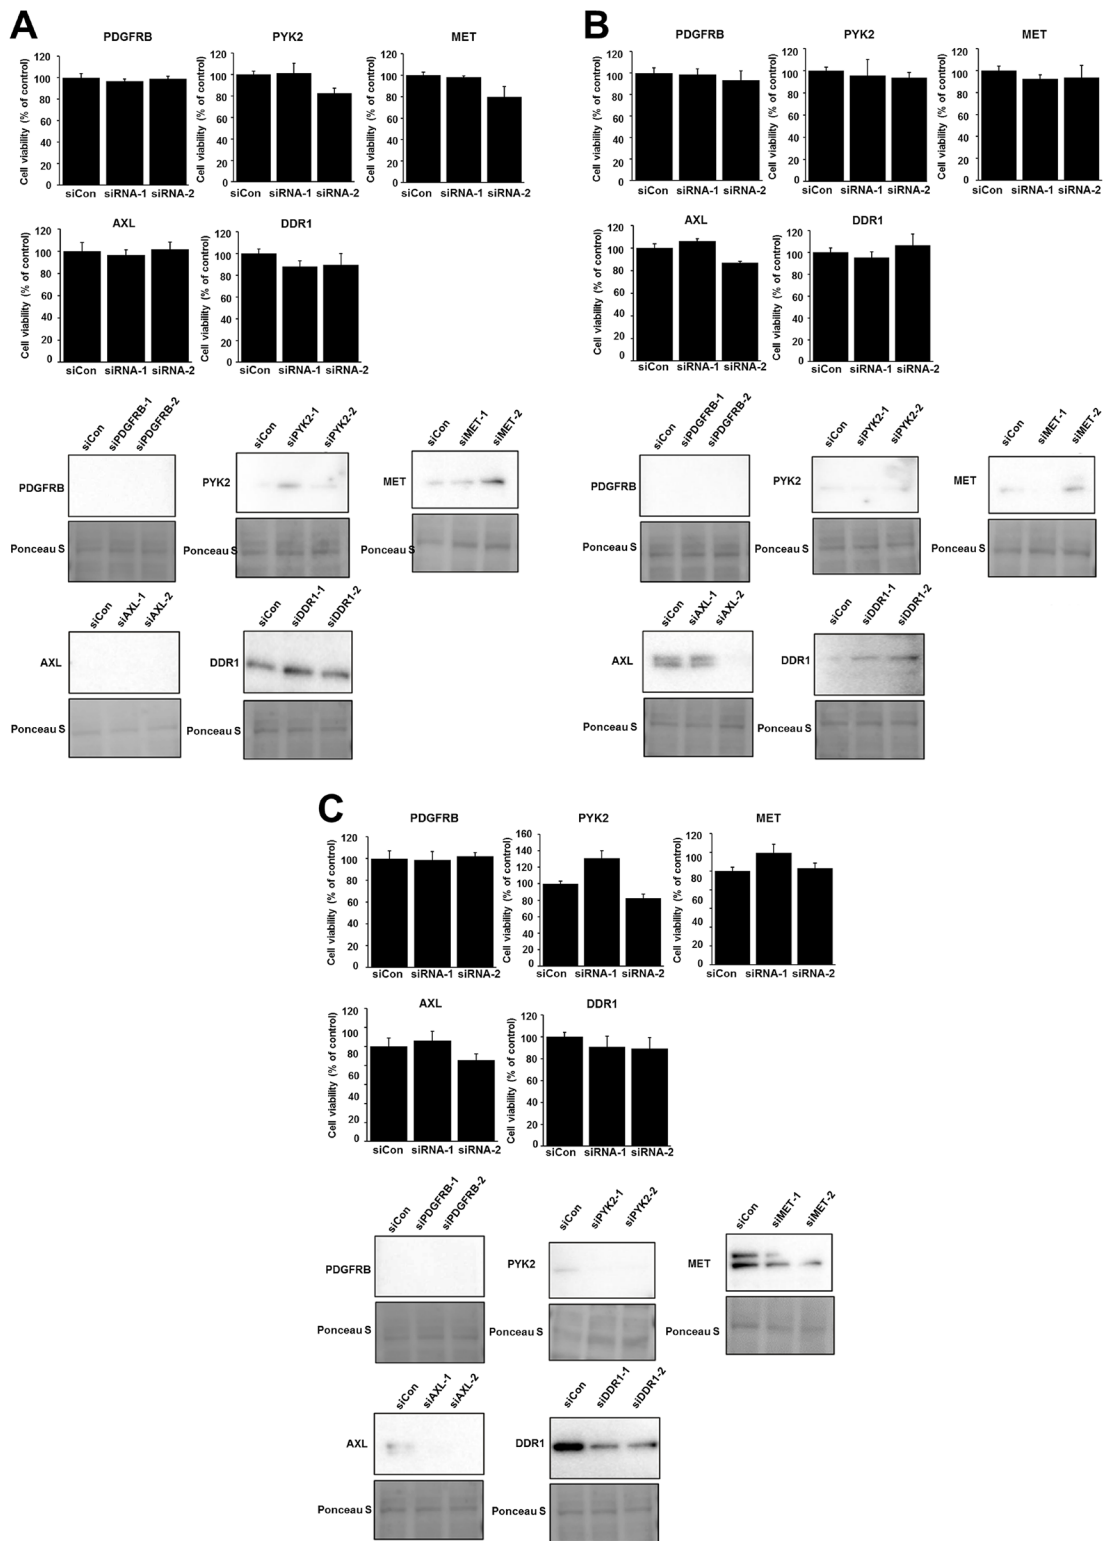 A
PDGFRB
PYK2
MET
Cell viability (% of control)
120
100
80
60
40
20
0
siCon siRNA-1 siRNA-2
Cell viability (% of control)
120
100
80
60
40
20
0
siCon siRNA-1 siRNA-2
Cell viability (% of control)
120
100
80
60
40
20
0
siCon siRNA-1 siRNA-2
AXL
DDR1
Cell viability (% of control)
120
100
80
60
40
20
0
siCon siRNA-1 siRNA-2
Cell viability (% of control)
120
100
80
60
40
20
0
siCon siRNA-1 siRNA-2
siCon siPDGFRB-1 siPDGFRB-2
PDGFRB
Ponceau S
siCon siPYK2-1 siPYK2-2
PYK2
Ponceau S
siCon siMET-1 siMET-2
MET
Ponceau S
siCon siAXL-1 siAXL-2
AXL
Ponceau S
siCon siDDR1-1 siDDR1-2
DDR1
Ponceau S
B
PDGFRB
PYK2
MET
Cell viability (% of control)
120
100
80
60
40
20
0
siCon siRNA-1 siRNA-2
Cell viability (% of control)
120
100
80
60
40
20
0
siCon siRNA-1 siRNA-2
Cell viability (% of control)
120
100
80
60
40
20
0
siCon siRNA-1 siRNA-2
AXL
DDR1
Cell viability (% of control)
120
100
80
60
40
20
0
siCon siRNA-1 siRNA-2
Cell viability (% of control)
120
100
80
60
40
20
0
siCon siRNA-1 siRNA-2
siCon siPDGFRB-1 siPDGFRB-2
PDGFRB
Ponceau S
siCon siPYK2-1 siPYK2-2
PYK2
Ponceau S
siCon siMET-1 siMET-2
MET
Ponceau S
siCon siAXL-1 siAXL-2
AXL
Ponceau S
siCon siDDR1-1 siDDR1-2
DDR1
Ponceau S
C
PDGFRB
PYK2
MET
Cell viability (% of control)
120
100
80
60
40
20
0
siCon siRNA-1 siRNA-2
Cell viability (% of control)
160
140
120
100
80
60
40
20
0
siCon siRNA-1 siRNA-2
Cell viability (% of control)
120
100
80
60
40
20
0
siCon siRNA-1 siRNA-2
AXL
DDR1
Cell viability (% of control)
120
100
80
60
40
20
0
siCon siRNA-1 siRNA-2
Cell viability (% of control)
120
100
80
60
40
20
0
siCon siRNA-1 siRNA-2
siCon siPDGFRB-1 siPDGFRB-2
PDGFRB
Ponceau S
siCon siPYK2-1 siPYK2-2
PYK2
Ponceau S
siCon siMET-1 siMET-2
MET
Ponceau S
siCon siAXL-1 siAXL-2
AXL
Ponceau S
siCon siDDR1-1 siDDR1-2
DDR1
Ponceau S